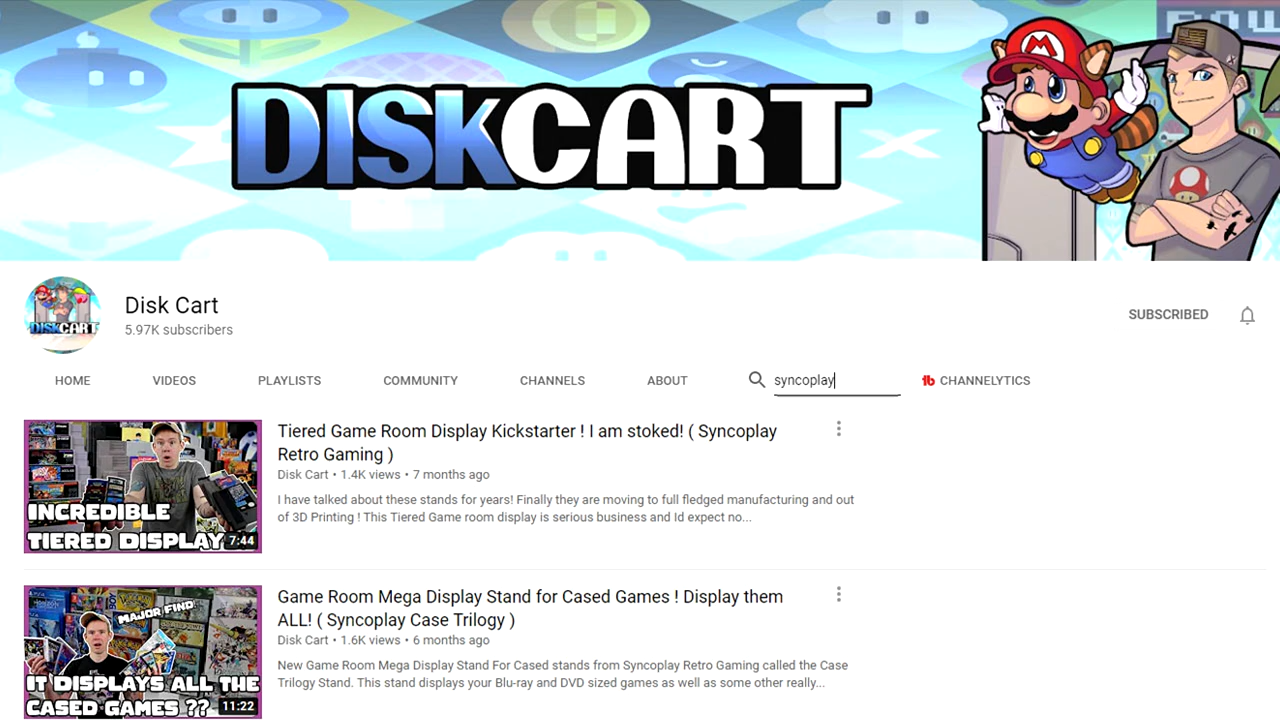 DISKCART
M
DISKCART
Disk Cart
5.97K subscribers
SUBSCRIBED
HOME
VIDEOS
PLAYLISTS
COMMUNITY
CHANNELS
ABOUT
syncoplay
CHANNELYTICS
INCREDIBLE
TIERED DISPLAY
7:44
Tiered Game Room Display Kickstarter ! I am stoked! ( Syncoplay
Retro Gaming )
Disk Cart • 1.4K views • 7 months ago
I have talked about these stands for years! Finally they are moving to full fledged manufacturing and out
of 3D Printing ! This Tiered Game room display is serious business and Id expect no...
MAJOR FIND
IT DISPLAYS ALL THE
CASED GAMES ??
11:22
Game Room Mega Display Stand for Cased Games ! Display them
ALL! ( Syncoplay Case Trilogy )
Disk Cart • 1.6K views • 6 months ago
New Game Room Mega Display Stand For Cased stands from Syncoplay Retro Gaming called the Case
Trilogy Stand. This stand displays your Blu-ray and DVD sized games as well as some other really...